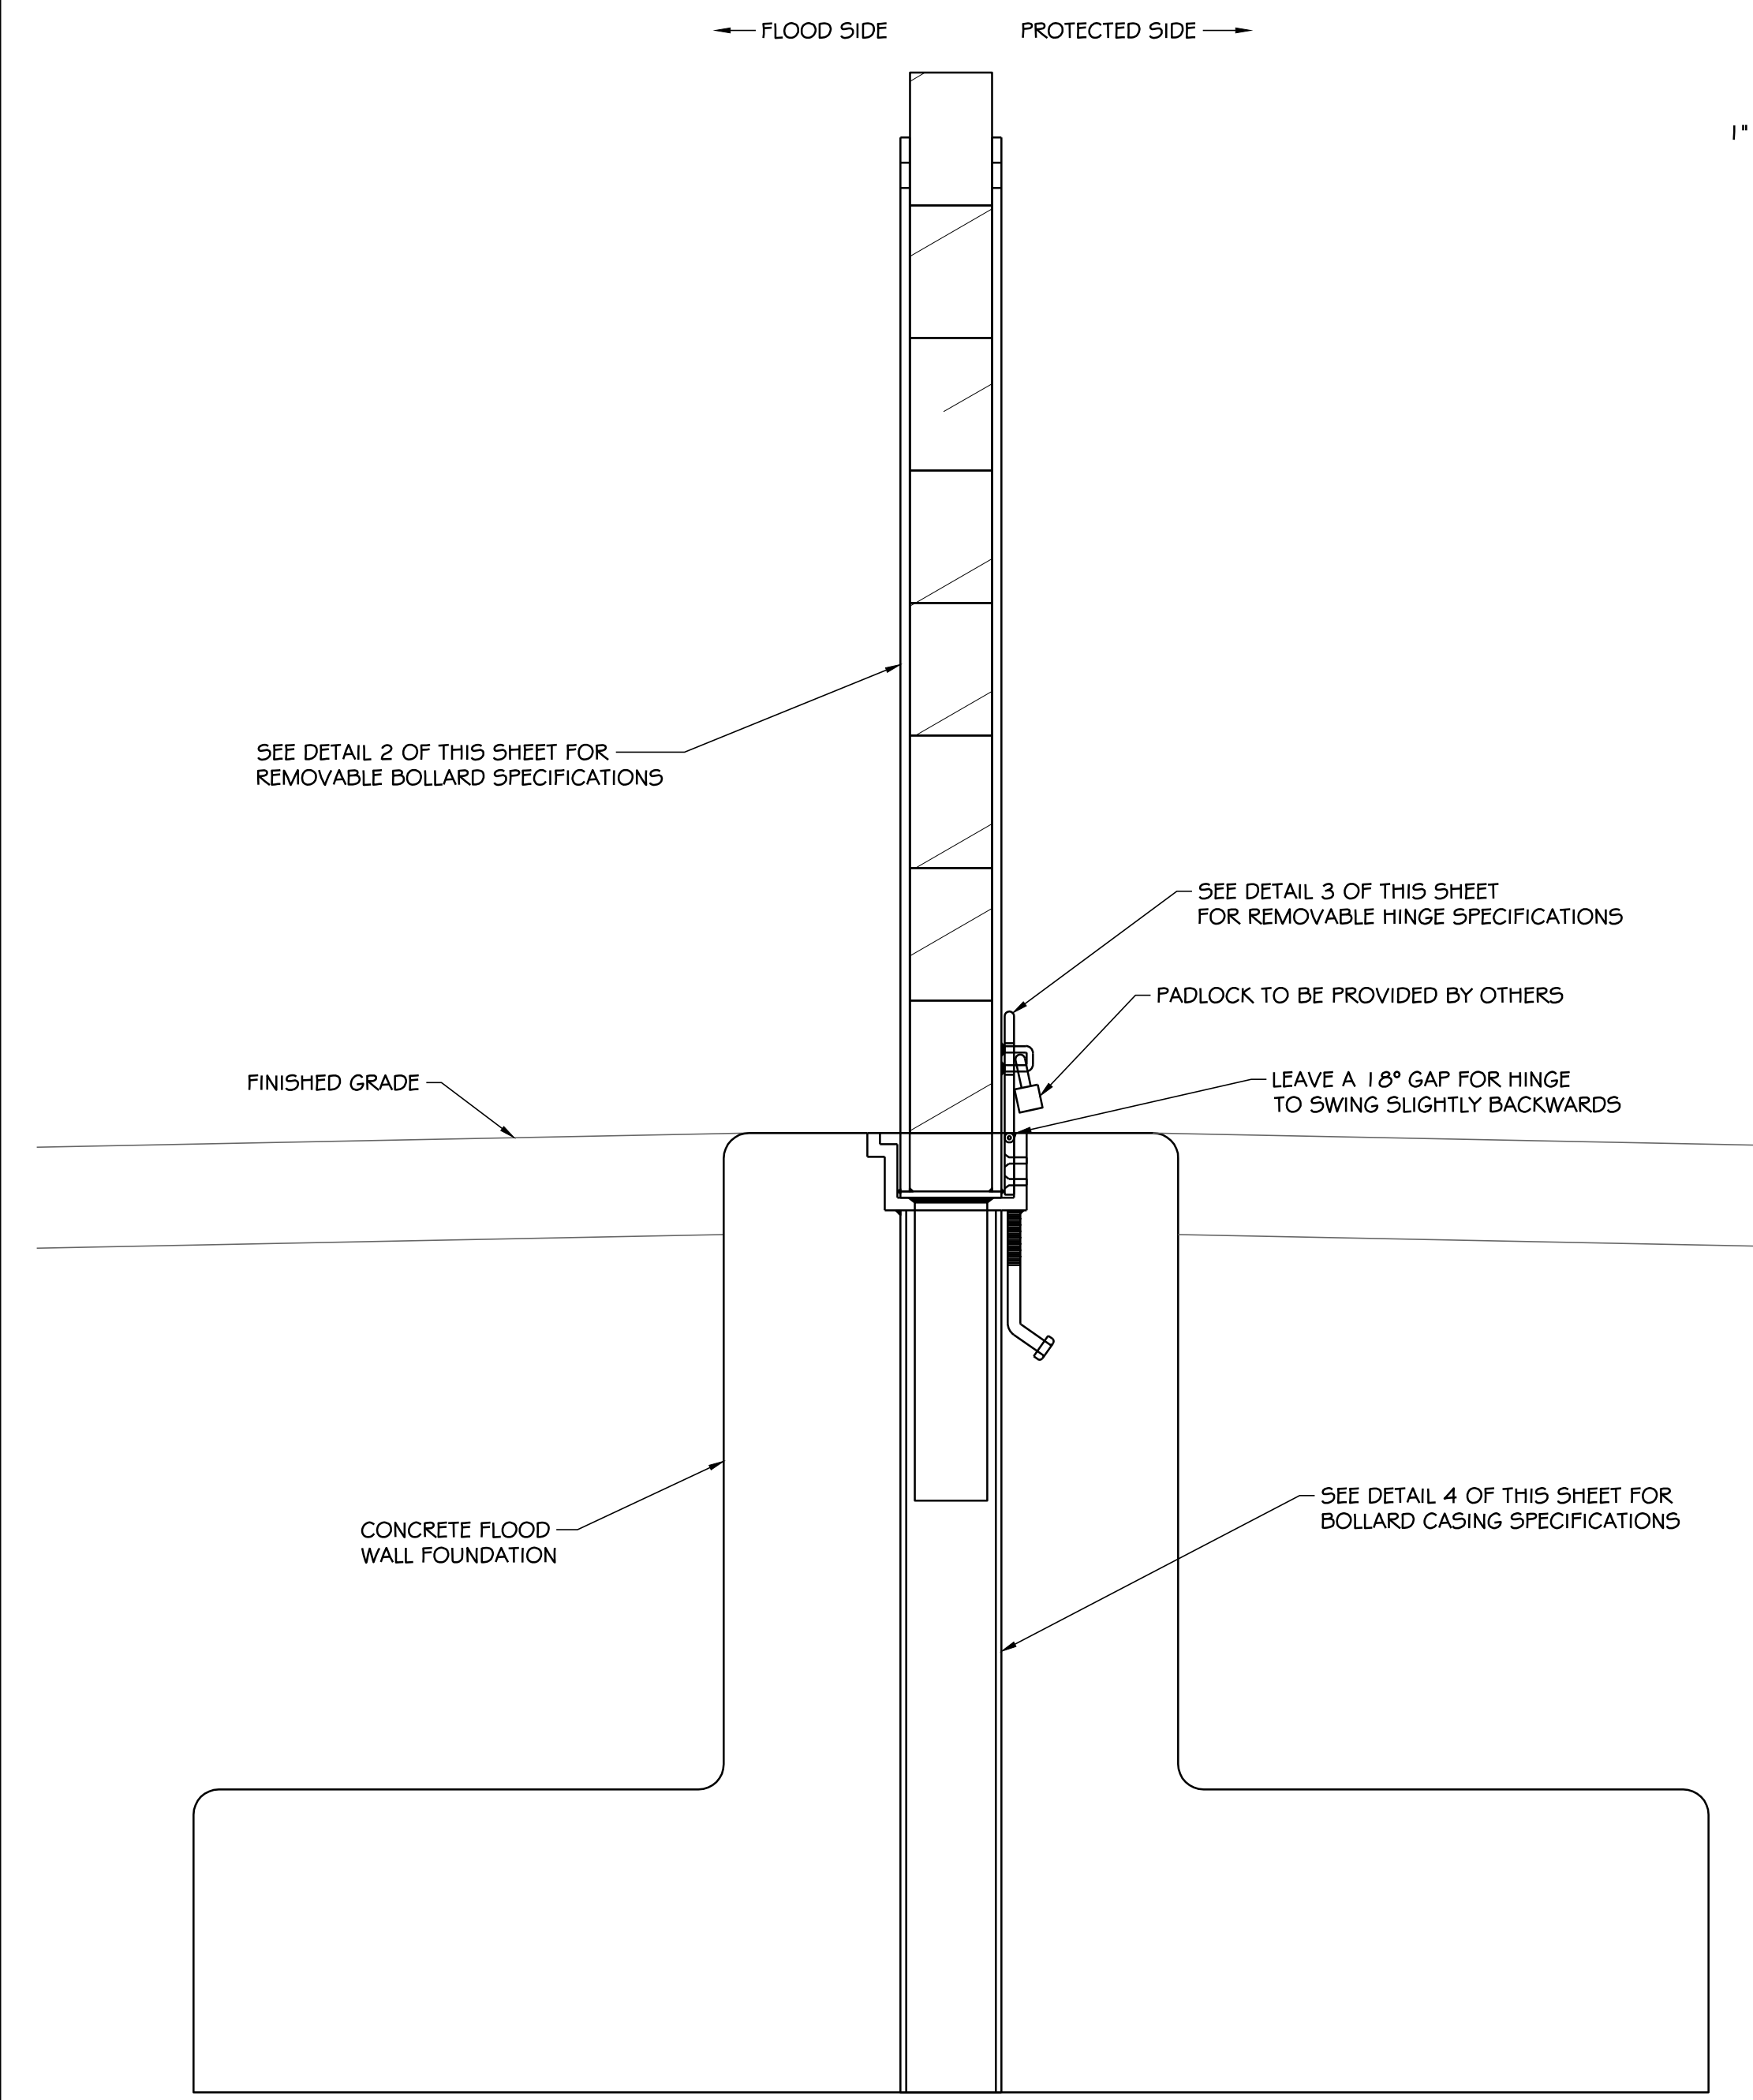 FLOOD SIDE
PROTECTED SIDE
1"
SEE DETAIL 2 OF THIS SHEET FOR
REMOVABLE BOLLARD SPECIFICATIONS
SEE DETAIL 3 OF THIS SHEET
FOR REMOVABLE HINGE SPECIFICATIONS
PADLOCK TO BE PROVIDED BY OTHERS
FINISHED GRADE
LEAVE A 18° GAP FOR HINGE
TO SWING SLIGHTLY BACKWARDS
SEE DETAIL 4 OF THIS SHEET FOR
BOLLARD CASING SPECIFICATIONS
CONCRETE FLOOD
WALL FOUNDATION